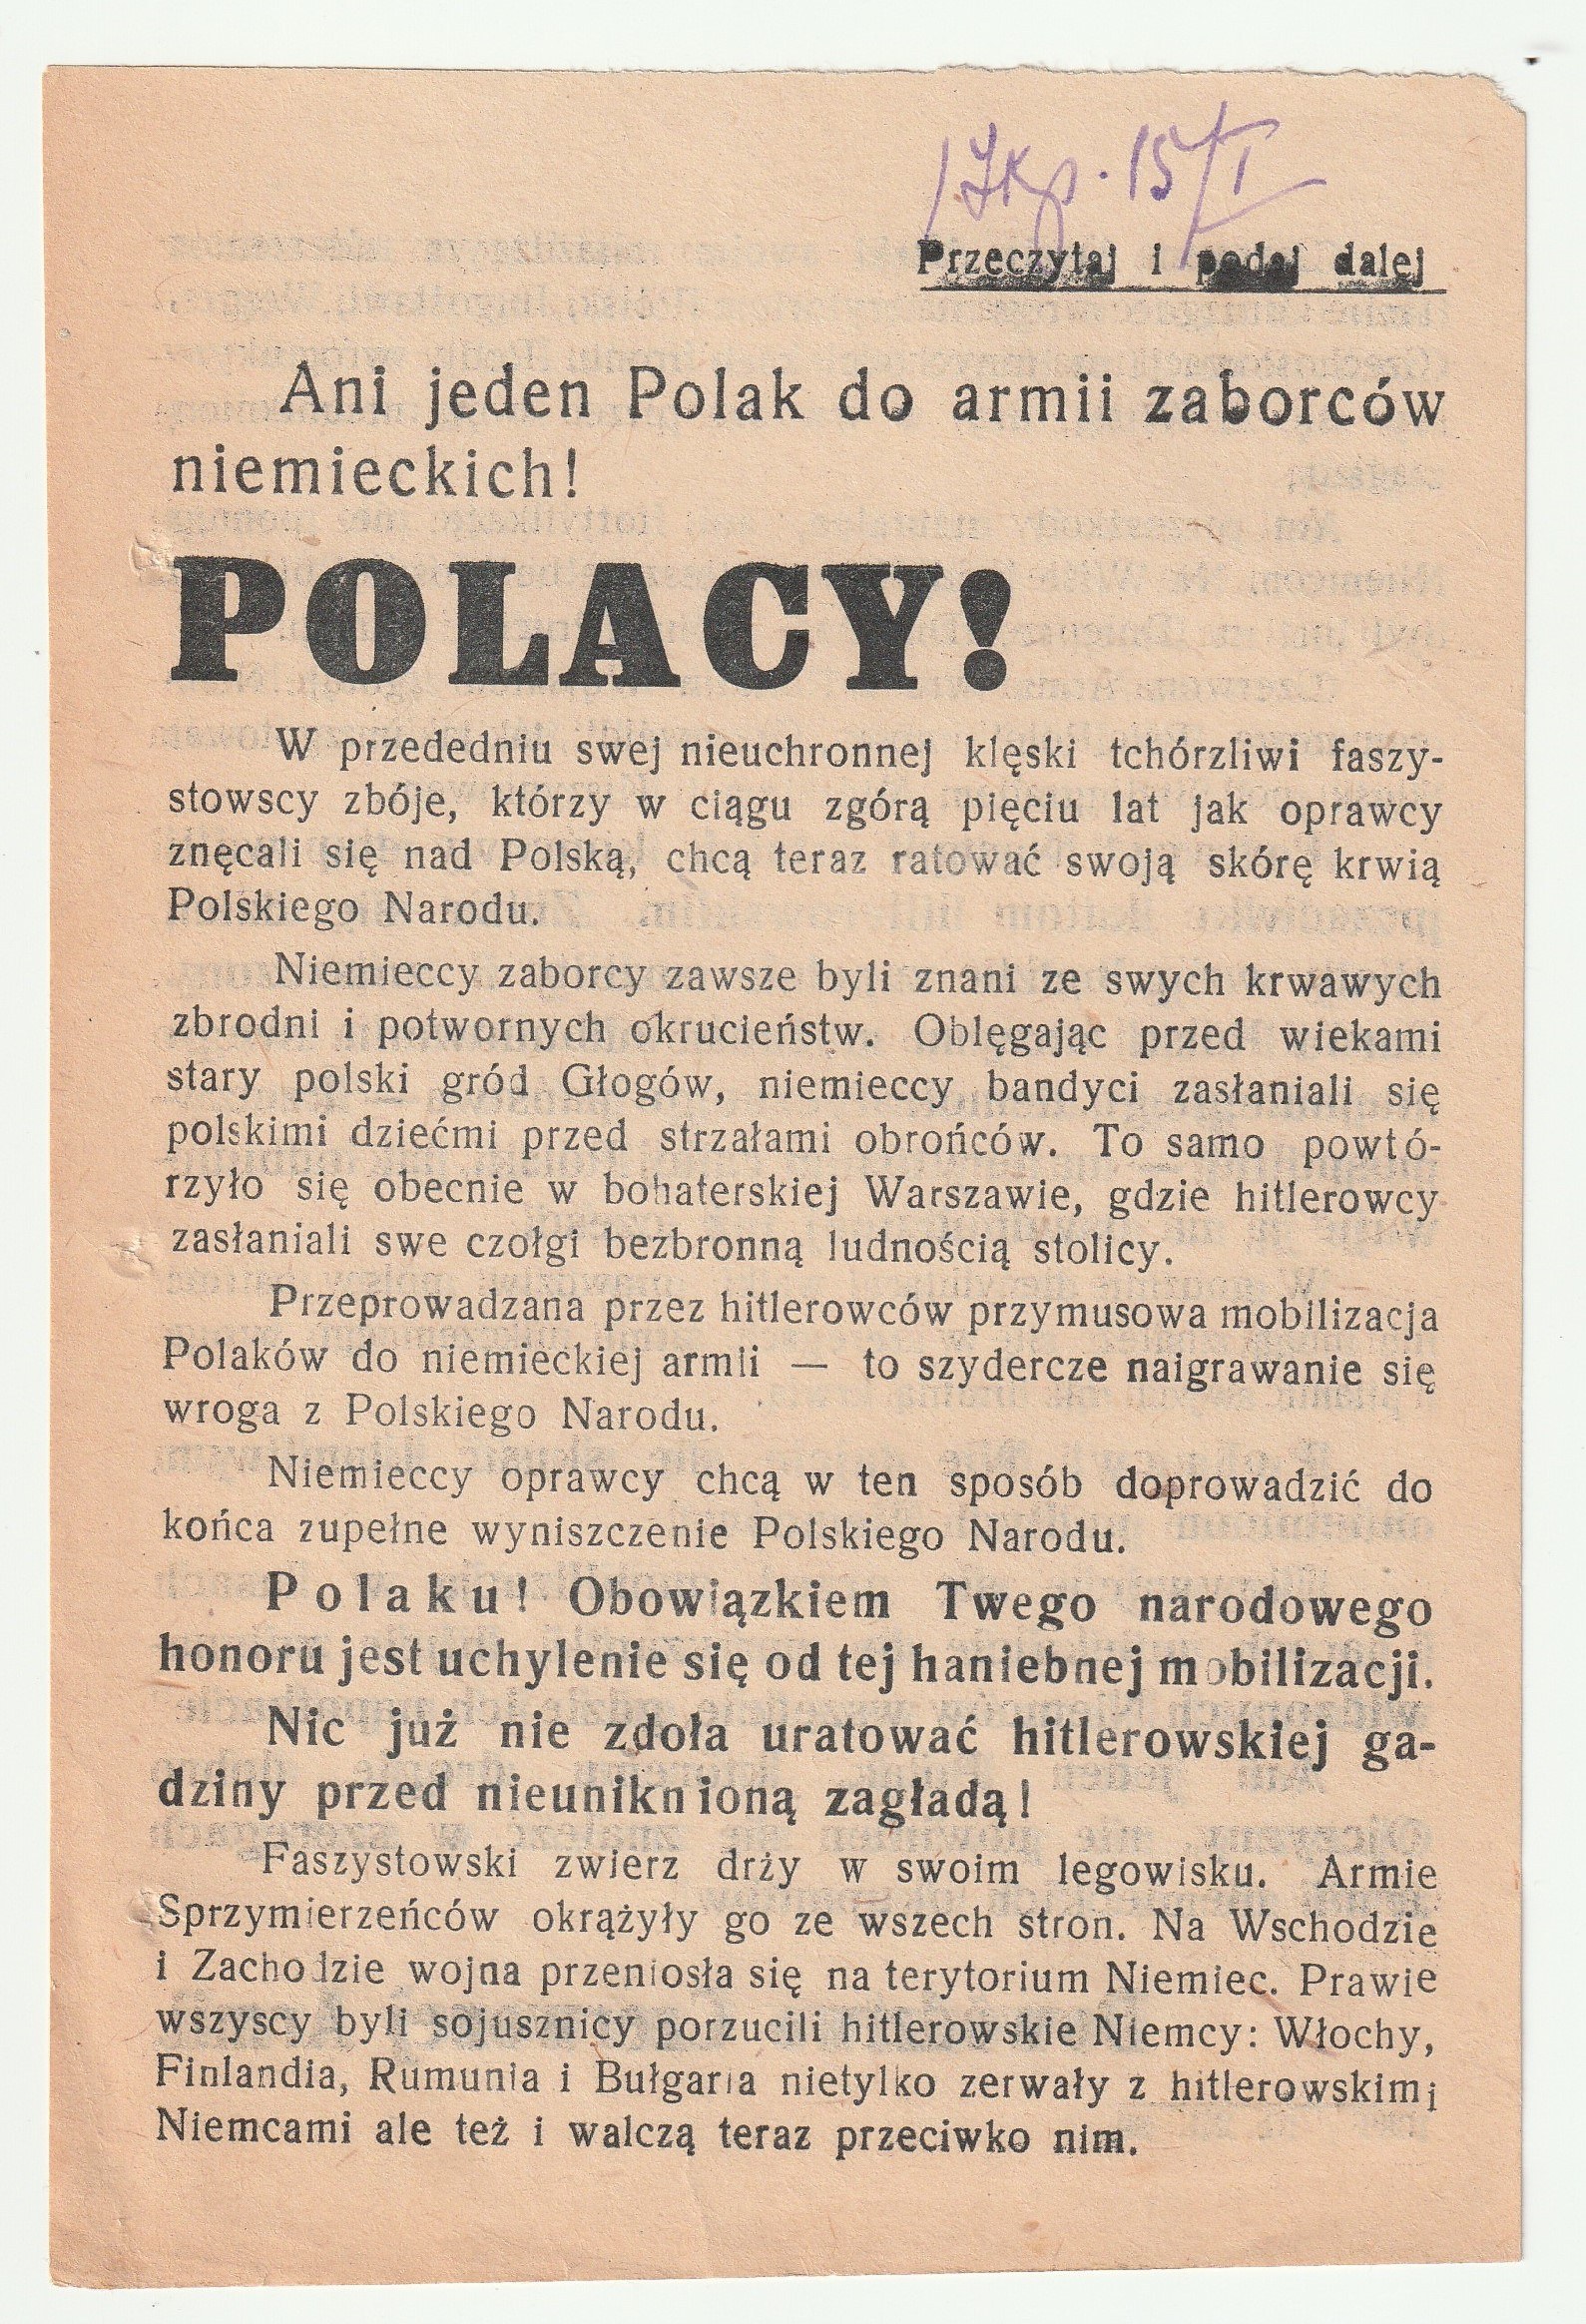 15/I
Przeczytaj i podaj dalej
Ani jeden Polak do armii zaborców
niemieckich!
POLACY!
W przededniu swej nieuchronnej klęski tchórzliwi faszy-
stowscy zbóje, którzy w ciągu zgórą pięciu lat jak oprawcy
znęcali się nad Polską, chcą teraz ratować swoją skórę krwią
Polskiego Narodu.
Niemieccy zaborcy zawsze byli znani ze swych krwawych
zbrodni i potwornych okrucieństw. Oblęgając przed wiekami
stary polski gród Głogów, niemieccy bandyci zasłaniali się
polskimi dziećmi przed strzałami obrońców. To samo powtó-
rzyło się obecnie w bohaterskiej Warszawie, gdzie hitlerowcy
zasłaniali swe czołgi bezbronną ludnością stolicy.
Przeprowadzana przez hitlerowców przymusowa mobilizacja
Polaków do niemieckiej armii — to szydercze naigrawanie się
wroga z Polskiego Narodu.
Niemieccy oprawcy chcą w ten sposób doprowadzić do
końca zupełne wyniszczenie Polskiego Narodu.
Polaku! Obowiązkiem Twego narodowego
honoru jest uchylenie się od tej haniebnej mobilizacji.
Nic już nie zdoła uratować hitlerowskiej ga-
dziny przed nieuniknioną zagładą!
Faszystowski zwierz drży w swoim legowisku. Armie
Sprzymierzeńców okrążyły go ze wszech stron. Na Wschodzie
i Zachodzie wojna przeniosła się na terytorium Niemiec. Prawie
wszyscy byli sojusznicy porzucili hitlerowskie Niemcy: Włochy,
Finlandia, Rumunia i Bułgaria nietylko zerwały z hitlerowskimi
Niemcami ale też i walczą teraz przeciwko nim.